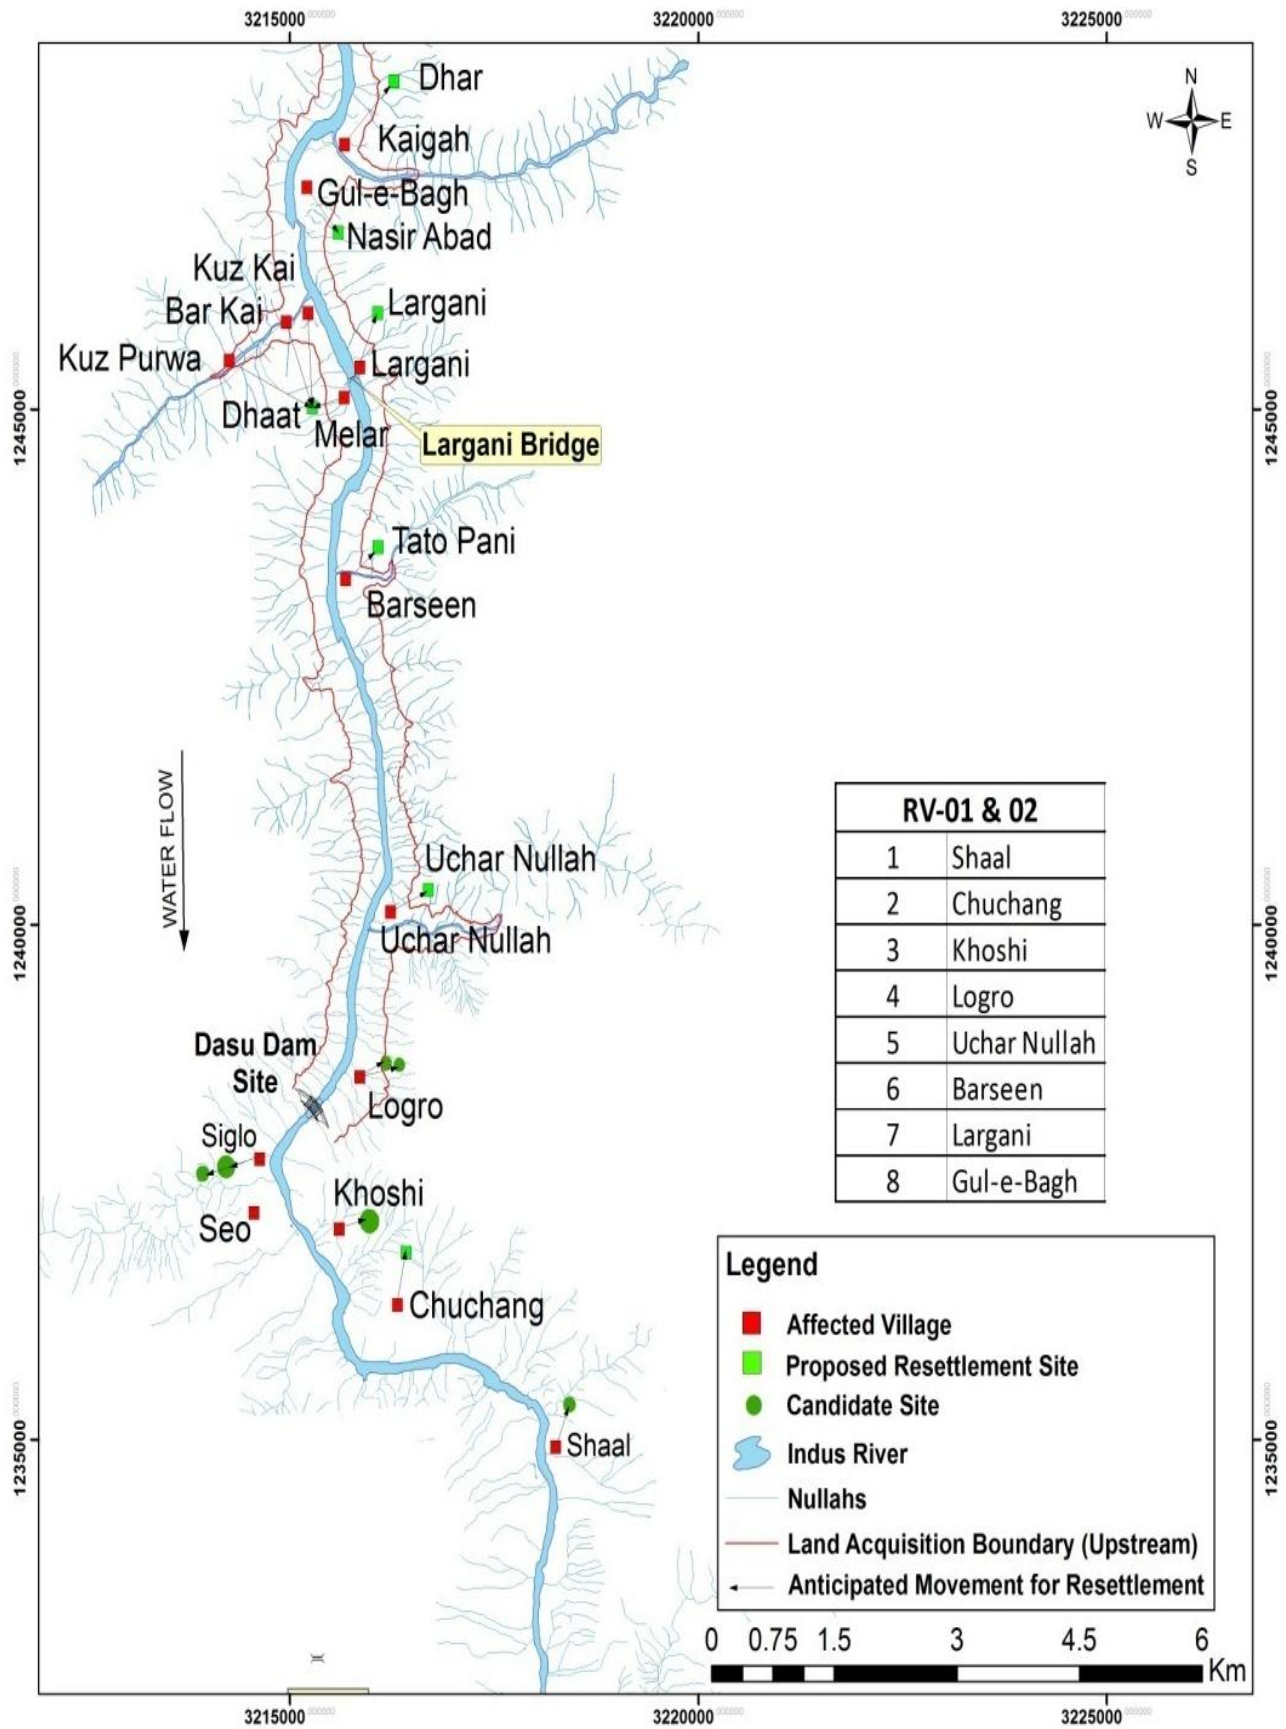 3215000
3220000
3225000
Dhar
N
W
E
S
Kaigah
Gul-e-Bagh
Nasir Abad
Kuz Kai
Bar Kai
Largani
Kuz Purwa
Largani
Dhaat
Melar
Largani Bridge
1245000
1245000
Tato Pani
Barseen
WATER FLOW
Uchar Nullah
Uchar Nullah
1240000
1240000
RV-01 & 02
1 Shaal
2 Chuchang
3 Khoshi
4 Logro
5 Uchar Nullah
6 Barseen
7 Largani
8 Gul-e-Bagh
Dasu Dam
Site
Logro
Siglo
Seo
Khoshi
Chuchang
Shaal
1235000
1235000
Legend
Affected Village
Proposed Resettlement Site
Candidate Site
Indus River
Nullahs
Land Acquisition Boundary (Upstream)
Anticipated Movement for Resettlement
0 0.75 1.5 3 4.5 6
Km
3215000
3220000
3225000